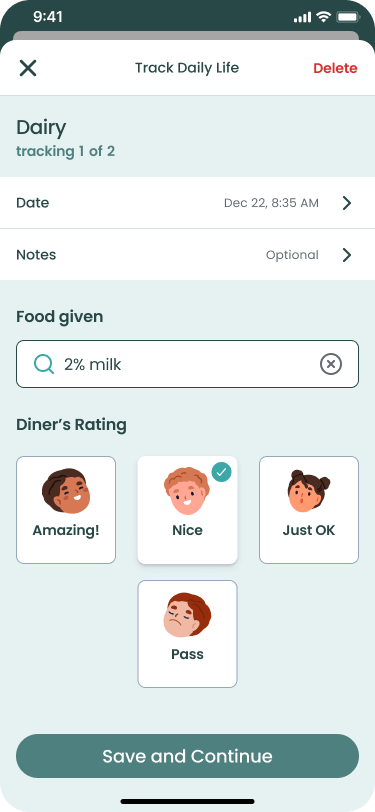 9:41
Track Daily Life
Delete
Dairy
tracking 1 of 2
Date
Dec 22, 8:35 AM
Notes
Optional
Food given
2% milk
Diner’s Rating
Amazing!
Nice
Just OK
Pass
Save and Continue